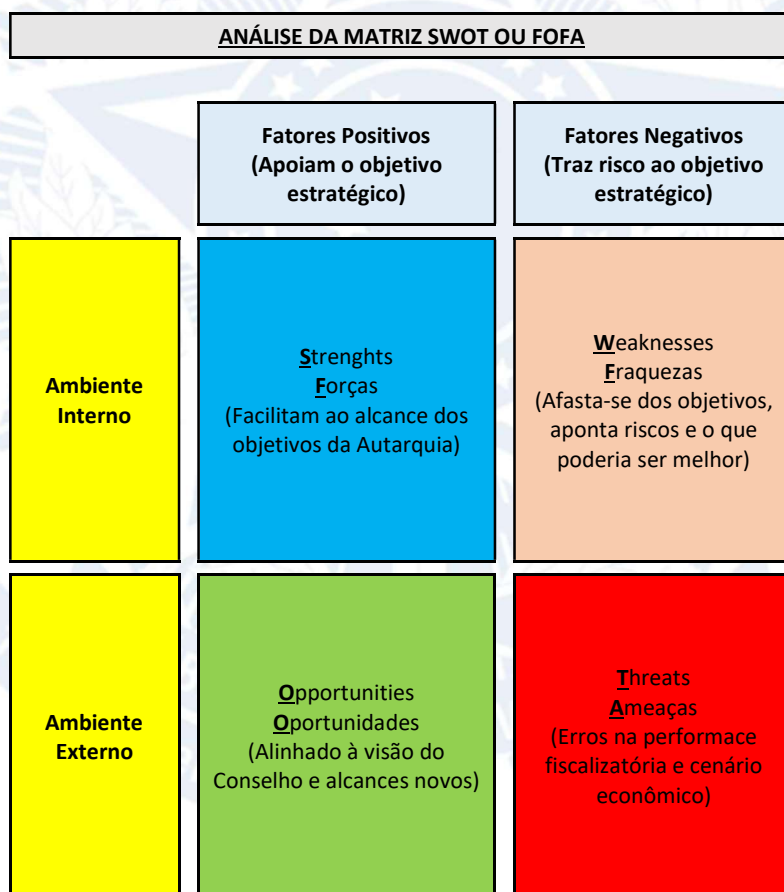 ANÁLISE DA MATRIZ SWOT OU FOFA
Fatores Positivos
(Apoiam o objetivo
estratégico)
Fatores Negativos
(Traz risco ao objetivo
estratégico)
Ambiente
Interno
Strenghts
Forças
(Facilitam ao alcance dos
objetivos da Autarquia)
Weaknesses
Fraquezas
(Afasta-se dos objetivos,
aponta riscos e o que
poderia ser melhor)
Ambiente
Externo
Opportunities
Oportunidades
(Alinhado à visão do
Conselho e alcances novos)
Threats
Ameaças
(Erros na performace
fiscalizatória e cenário
econômico)